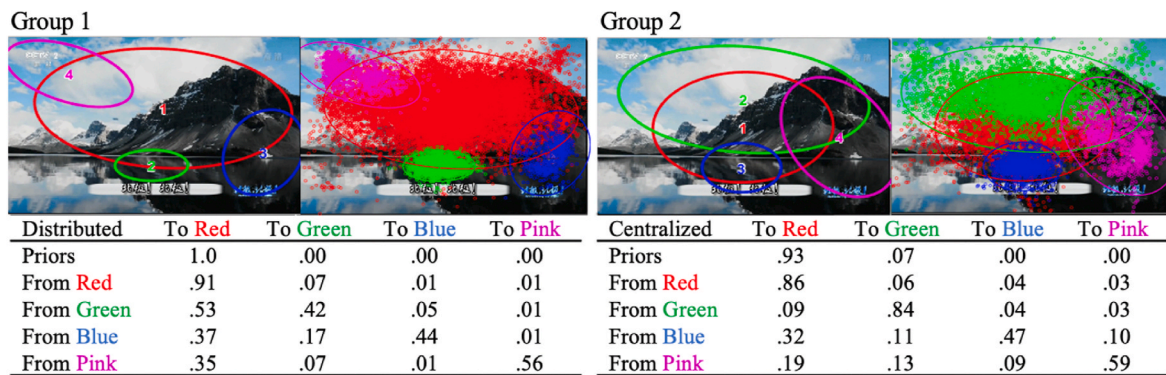 Group 1
Group 2
4
1
2
3
2
1
3
4
Distributed To Red To Green To Blue To Pink
Priors 1.0 .00 .00 .00
From Red .91 .07 .01 .01
From Green .53 .42 .05 .01
From Blue .37 .17 .44 .01
From Pink .35 .07 .01 .56
Centralized To Red To Green To Blue To Pink
Priors .93 .07 .00 .00
From Red .86 .06 .04 .03
From Green .09 .84 .04 .03
From Blue .32 .11 .47 .10
From Pink .19 .13 .09 .59